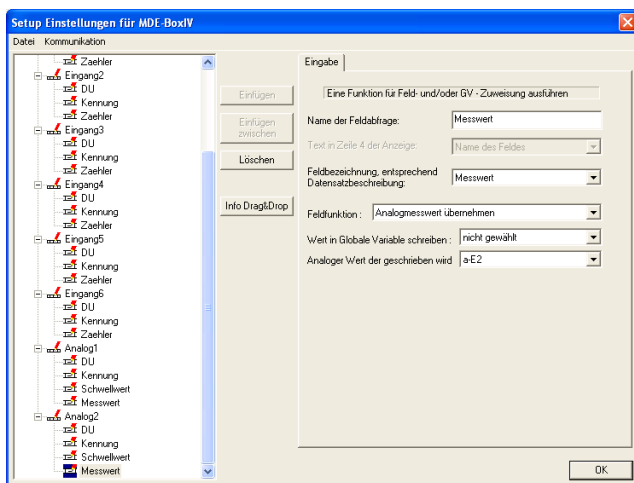 Setup Einstellungen für MDE-BoxIV
Datei Kommunikation
Zaehler
Eingang2
DU
Kennung
Zaehler
Eingang3
DU
Kennung
Zaehler
Eingang4
DU
Kennung
Zaehler
Eingang5
DU
Kennung
Zaehler
Eingang6
DU
Kennung
Zaehler
Analog1
DU
Kennung
Schwellwert
Messwert
Analog2
DU
Kennung
Schwellwert
Messwert
Einfügen
Einfügen
zwischen
Löschen
Info Drag&Drop
Eingabe
Eine Funktion für Feld- und/oder GV - Zuweisung ausführen
Name der Feldabfrage: Messwert
Text in Zeile 4 der Anzeige: Name des Feldes
Feldbezeichnung, entsprechend
Datensatzbeschreibung: Messwert
Feldfunktion : Analogmesswert übernehmen
Wert in Globale Variable schreiben : nicht gewählt
Analoger Wert der geschrieben wird a-E2
OK